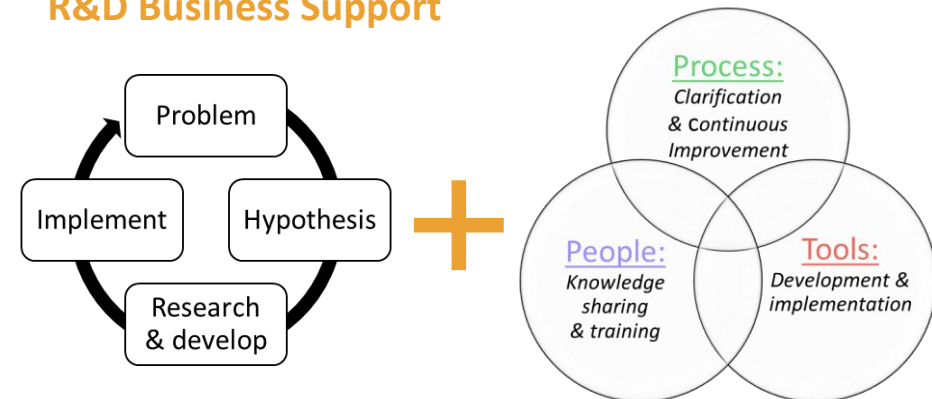 R&D Business Support
Problem
Hypothesis
Research
& develop
Implement
Process:
Clarification
& Continuous
Improvement
People:
Knowledge
sharing
& training
Tools:
Development &
implementation